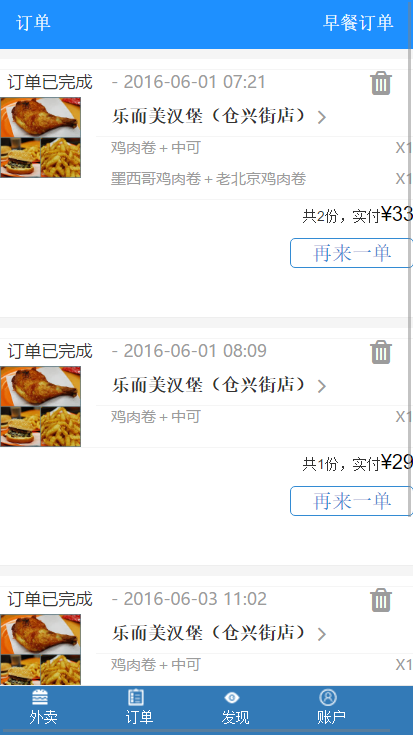 订单 早餐订单
订单已完成 - 2016-06-01 07:21
乐而美汉堡（仓兴街店）
鸡肉卷+中可 X1
墨西哥鸡肉卷+老北京鸡肉卷 X1
共2份，实付¥33
再来一单
订单已完成 - 2016-06-01 08:09
乐而美汉堡（仓兴街店）
鸡肉卷+中可 X1
共1份，实付¥29
再来一单
订单已完成 - 2016-06-03 11:02
乐而美汉堡（仓兴街店）
鸡肉卷+中可 X1
外卖 订单 发现 账户